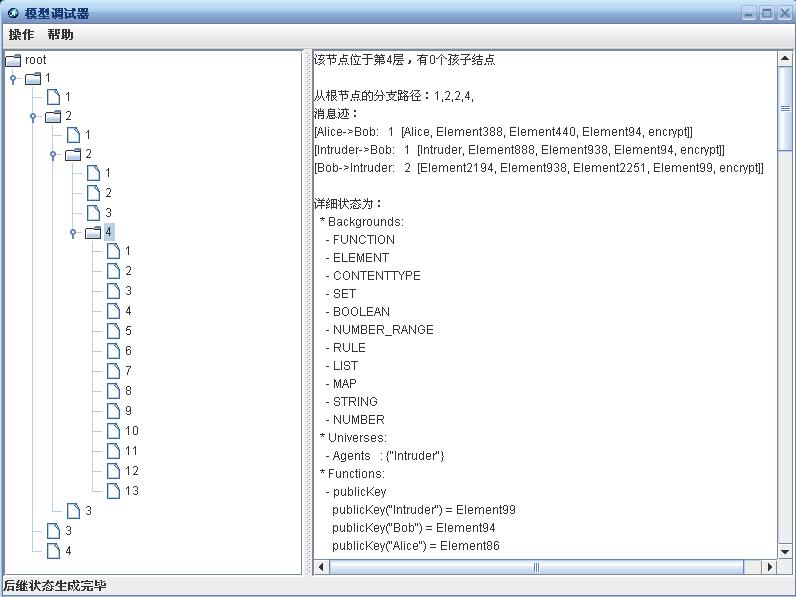 模型调试器
操作 帮助
root
1
1
2
1
2
1
2
3
4
1
2
3
4
5
6
7
8
9
10
11
12
13
3
3
4
该节点位于第4层，有0个孩子结点
从根节点的分支路径：1,2,2,4,
消息迹：
[Alice->Bob: 1 [Alice, Element388, Element440, Element94, encrypt]]
[Intruder->Bob: 1 [Intruder, Element888, Element938, Element94, encrypt]]
[Bob->Intruder: 2 [Element2194, Element938, Element2251, Element99, encrypt]]
详细状态为：
* Backgrounds:
- FUNCTION
- ELEMENT
- CONTENTTYPE
- SET
- BOOLEAN
- NUMBER_RANGE
- RULE
- LIST
- MAP
- STRING
- NUMBER
* Universes:
- Agents : {"Intruder"}
* Functions:
- publicKey
publicKey("Intruder") = Element99
publicKey("Bob") = Element94
publicKey("Alice") = Element86
后继状态生成完毕